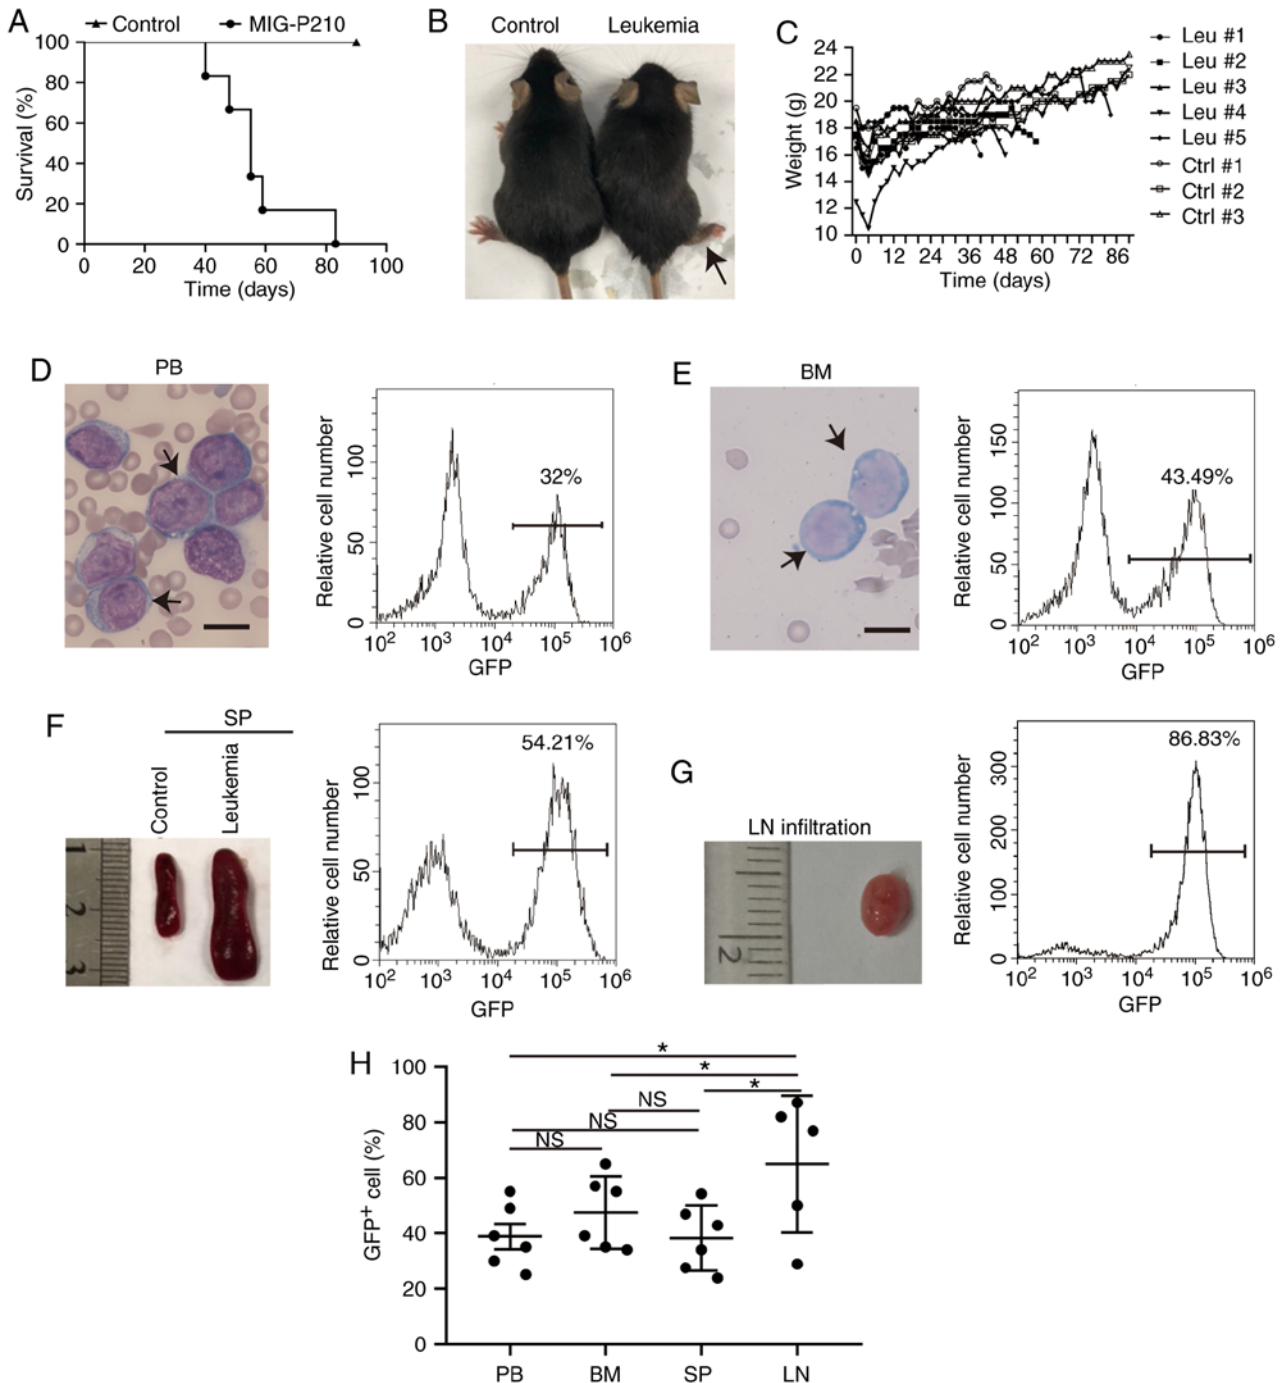 A
Control
MIG-P210
100
80
60
40
20
0
Survival (%)
0 20 40 60 80 100
Time (days)
B
Control Leukemia
C
24
22
20
18
16
14
12
10
Weight (g)
0 12 24 36 48 60 72 86
Time (days)
Leu #1
Leu #2
Leu #3
Leu #4
Leu #5
Ctrl #1
Ctrl #2
Ctrl #3
D
PB
Relative cell number
100
50
0
32%
10² 10³ 10⁴ 10⁵ 10⁶
GFP
E
BM
Relative cell number
150
100
50
0
43.49%
10² 10³ 10⁴ 10⁵ 10⁶
GFP
F
SP
Control
Leukemia
1
2
3
Relative cell number
100
50
0
54.21%
10² 10³ 10⁴ 10⁵ 10⁶
GFP
G
LN infiltration
2
Relative cell number
300
200
100
0
86.83%
10² 10³ 10⁴ 10⁵ 10⁶
GFP
H
GFP⁺ cell (%)
100
80
60
40
20
0
*
*
*
NS
NS
NS
PB BM SP LN